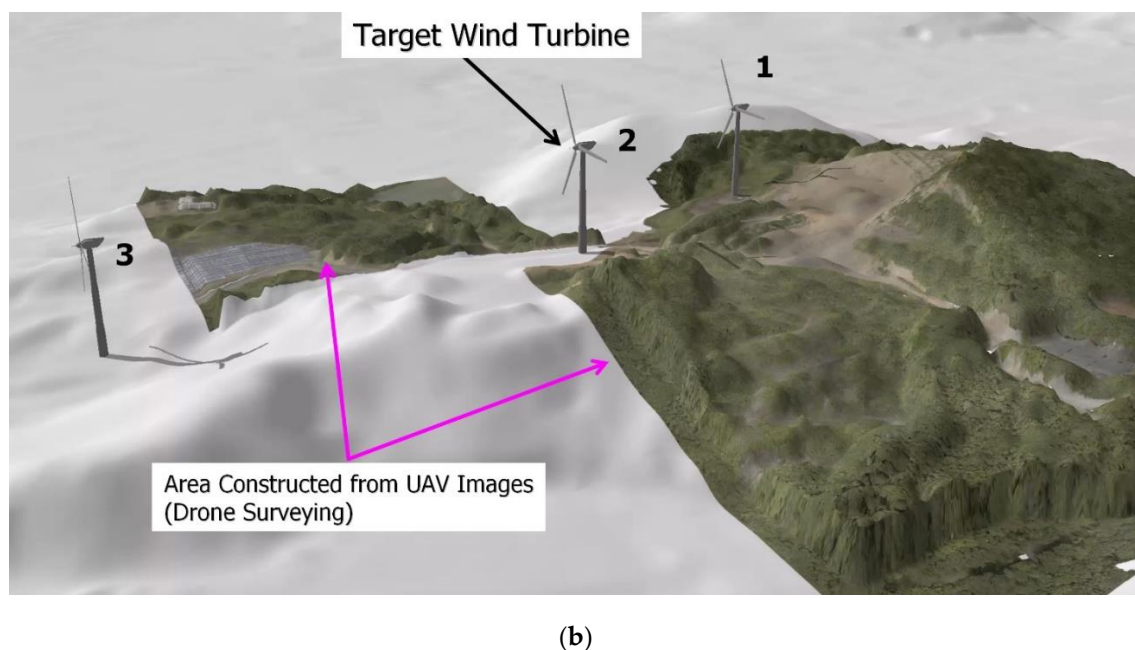 Target Wind Turbine
1
2
3
Area Constructed from UAV Images
(Drone Surveying)
(b)